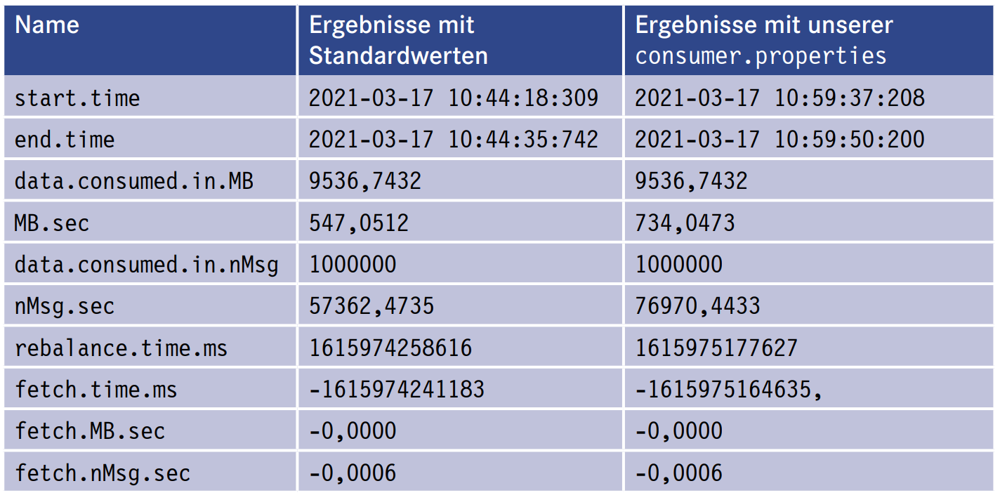 Name Ergebnisse mit Standardwerten Ergebnisse mit unserer consumer.properties
start.time 2021-03-17 10:44:18:309 2021-03-17 10:59:37:208
end.time 2021-03-17 10:44:35:742 2021-03-17 10:59:50:200
data.consumed.in.MB 9536,7432 9536,7432
MB.sec 547,0512 734,0473
data.consumed.in.nMsg 1000000 1000000
nMsg.sec 57362,4735 76970,4433
rebalance.time.ms 1615974258616 1615975177627
fetch.time.ms -1615974241183 -1615975164635,
fetch.MB.sec -0,0000 -0,0000
fetch.nMsg.sec -0,0006 -0,0006